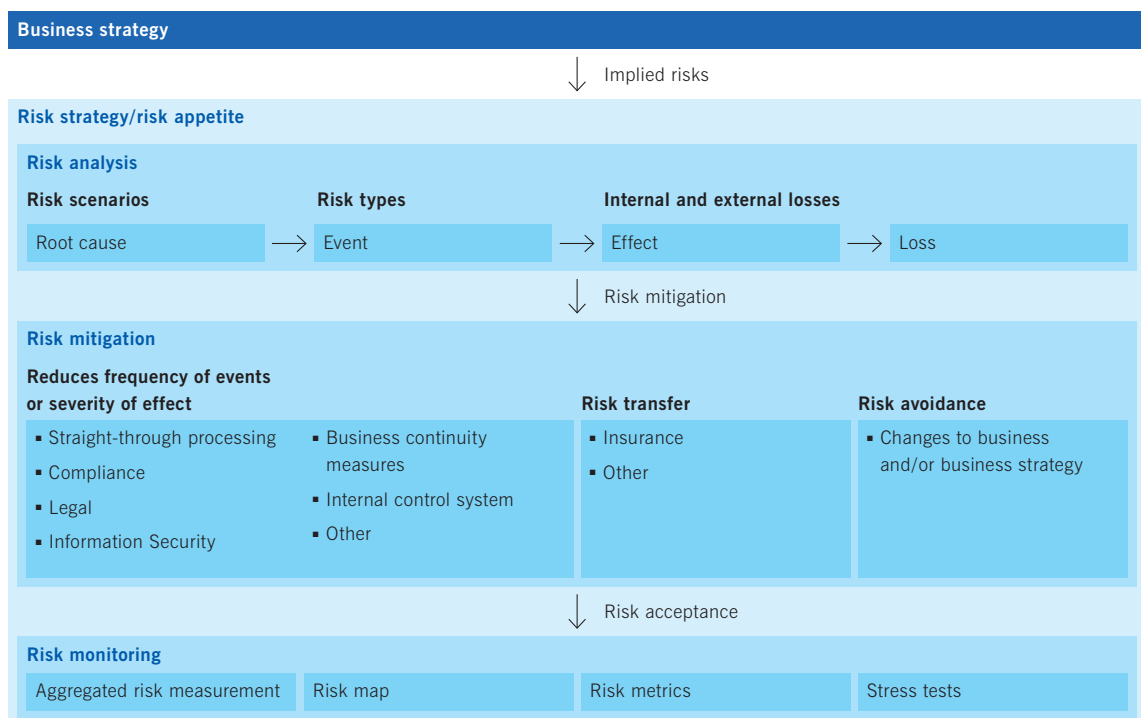 Business strategy
Implied risks
Risk strategy/risk appetite
Risk analysis
Risk scenarios
Risk types
Internal and external losses
Root cause
Event
Effect
Loss
Risk mitigation
Risk mitigation
Reduces frequency of events
or severity of effect
▪ Straight-through processing
▪ Compliance
▪ Legal
▪ Information Security
▪ Business continuity
measures
▪ Internal control system
▪ Other
Risk transfer
▪ Insurance
▪ Other
Risk avoidance
▪ Changes to business
and/or business strategy
Risk acceptance
Risk monitoring
Aggregated risk measurement
Risk map
Risk metrics
Stress tests